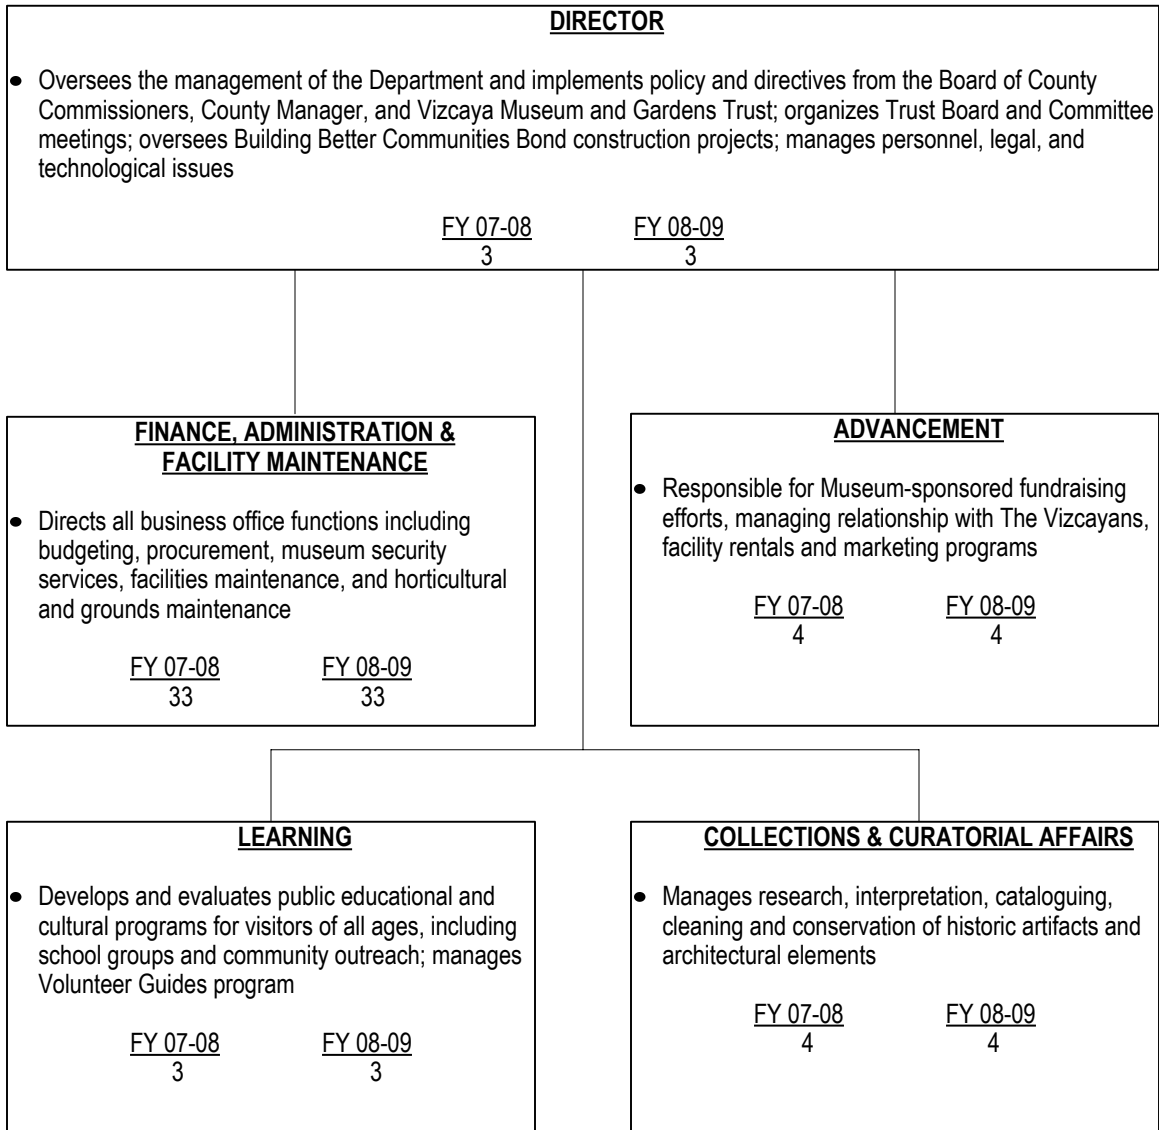 DIRECTOR
• Oversees the management of the Department and implements policy and directives from the Board of County
Commissioners, County Manager, and Vizcaya Museum and Gardens Trust; organizes Trust Board and Committee
meetings; oversees Building Better Communities Bond construction projects; manages personnel, legal, and
technological issues
FY 07-08 FY 08-09
3 3
FINANCE, ADMINISTRATION &
FACILITY MAINTENANCE
• Directs all business office functions including
budgeting, procurement, museum security
services, facilities maintenance, and horticultural
and grounds maintenance
FY 07-08 FY 08-09
33 33
ADVANCEMENT
• Responsible for Museum-sponsored fundraising
efforts, managing relationship with The Vizcayans,
facility rentals and marketing programs
FY 07-08 FY 08-09
4 4
LEARNING
• Develops and evaluates public educational and
cultural programs for visitors of all ages, including
school groups and community outreach; manages
Volunteer Guides program
FY 07-08 FY 08-09
3 3
COLLECTIONS & CURATORIAL AFFAIRS
• Manages research, interpretation, cataloguing,
cleaning and conservation of historic artifacts and
architectural elements
FY 07-08 FY 08-09
4 4